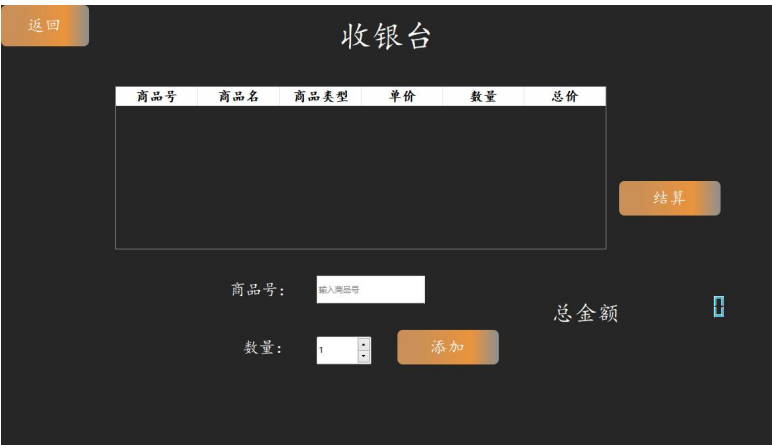 返回
收银台
商品号 商品名 商品类型 单价 数量 总价
结算
商品号： 输入商品号
总金额 0
数量： 1 添加